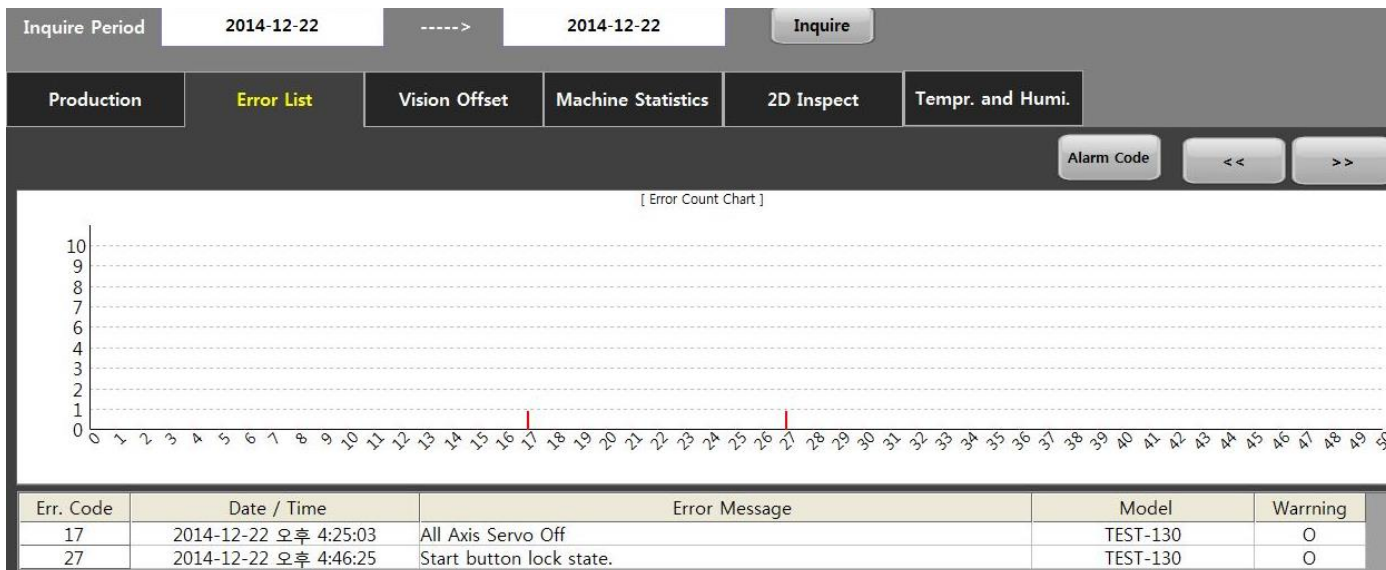 Inquire Period 2014-12-22 -----> 2014-12-22 Inquire
Production Error List Vision Offset Machine Statistics 2D Inspect Tempr. and Humi.
Alarm Code << >>
[ Error Count Chart ]
10
9
8
7
6
4
3
2
1
0
0 1 2 3 4 5 6 7 8 9 10 11 12 13 14 15 16 17 18 19 20 21 22 23 24 25 26 27 28 29 30 31 32 33 34 35 36 37 38 39 40 41 42 43 44 45 46 47 48 49 50
Err. Code Date / Time Error Message Model Warrning
17 2014-12-22 오후 4:25:03 All Axis Servo Off TEST-130 O
27 2014-12-22 오후 4:46:25 Start button lock state. TEST-130 O